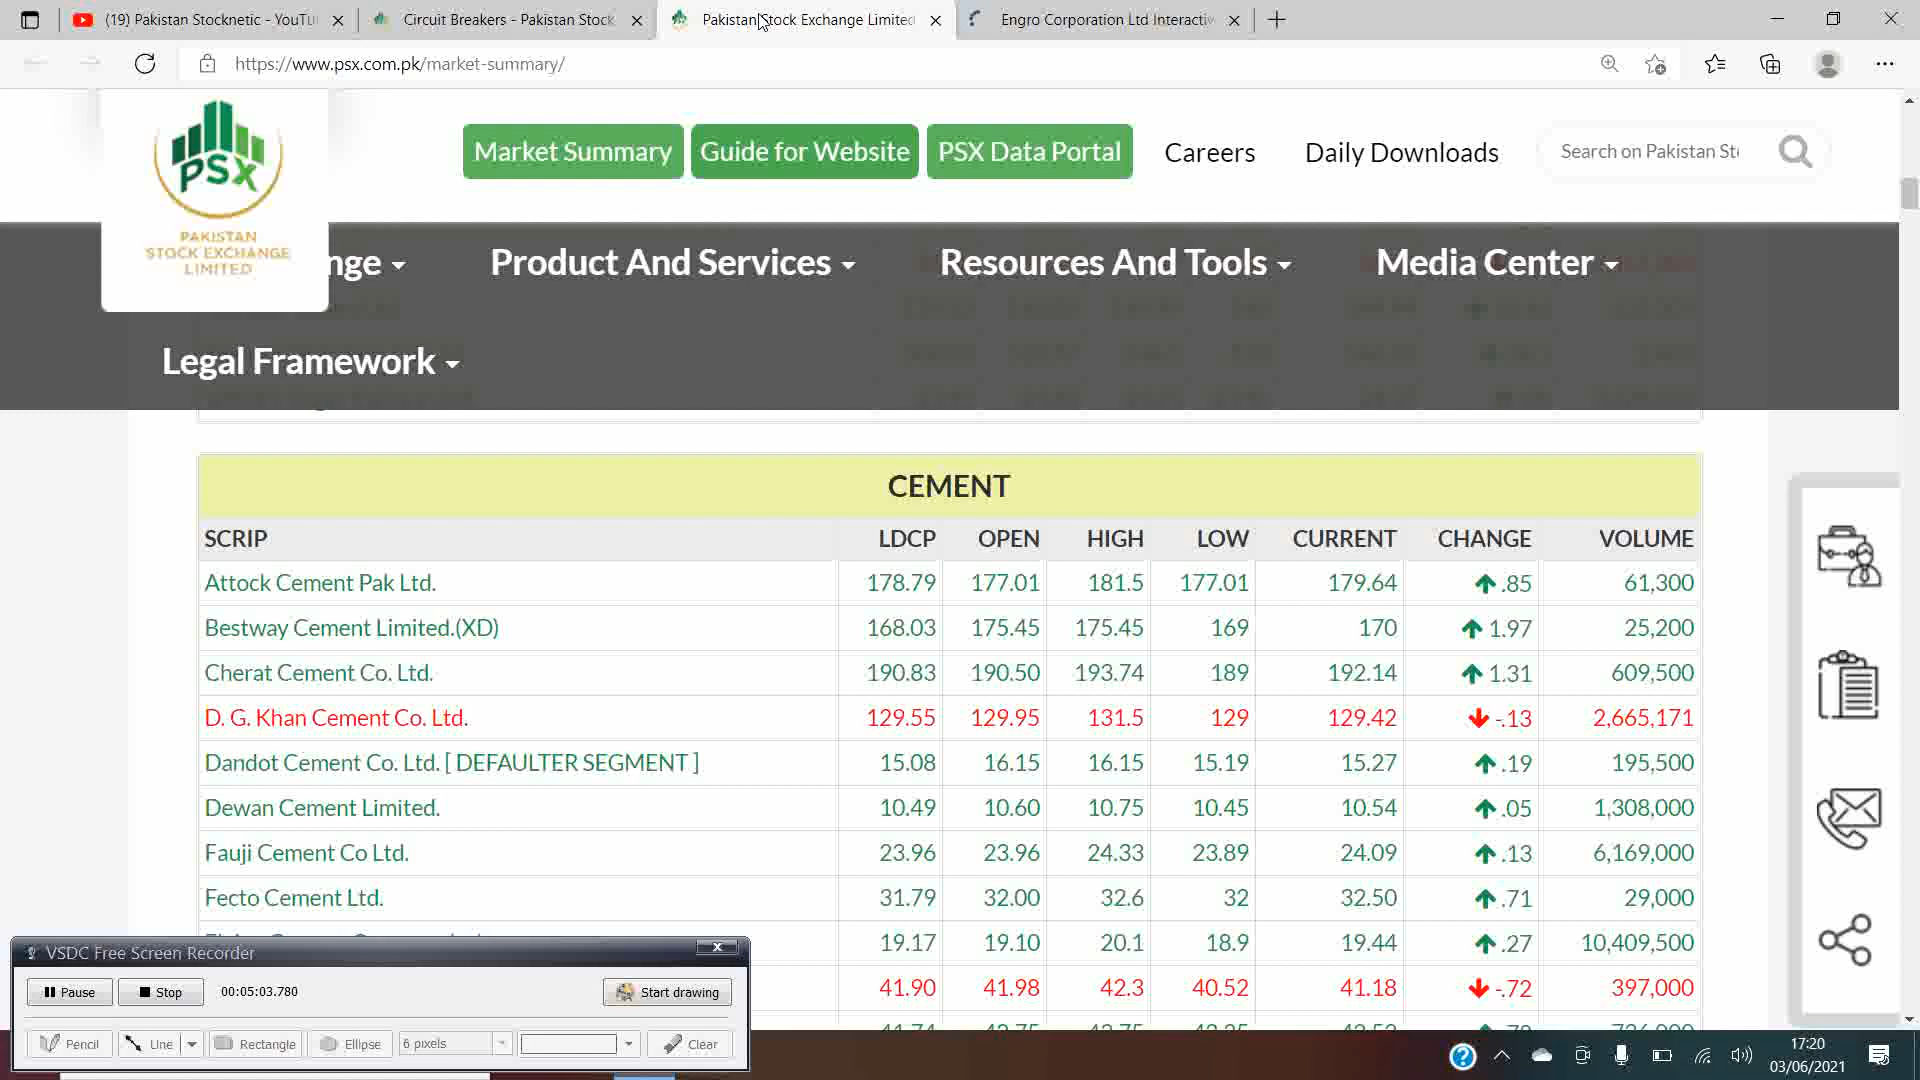 (19) Pakistan Stocknetic - YouTu
Circuit Breakers - Pakistan Stock
Pakistan Stock Exchange Limited
Engro Corporation Ltd Interactiv
https://www.psx.com.pk/market-summary/
PSX
PAKISTAN
STOCK EXCHANGE
LIMITED
Market Summary
Guide for Website
PSX Data Portal
Careers
Daily Downloads
Search on Pakistan St
nge
Product And Services
Resources And Tools
Media Center
Legal Framework
CEMENT
SCRIP LDCP OPEN HIGH LOW CURRENT CHANGE VOLUME
Attock Cement Pak Ltd. 178.79 177.01 181.5 177.01 179.64 .85 61,300
Bestway Cement Limited.(XD) 168.03 175.45 175.45 169 170 1.97 25,200
Cherat Cement Co. Ltd. 190.83 190.50 193.74 189 192.14 1.31 609,500
D. G. Khan Cement Co. Ltd. 129.55 129.95 131.5 129 129.42 -.13 2,665,171
Dandot Cement Co. Ltd. [ DEFAULTER SEGMENT ] 15.08 16.15 16.15 15.19 15.27 .19 195,500
Dewan Cement Limited. 10.49 10.60 10.75 10.45 10.54 .05 1,308,000
Fauji Cement Co Ltd. 23.96 23.96 24.33 23.89 24.09 .13 6,169,000
Fecto Cement Ltd. 31.79 32.00 32.6 32 32.50 .71 29,000
19.17 19.10 20.1 18.9 19.44 .27 10,409,500
41.90 41.98 42.3 40.52 41.18 -.72 397,000
VSDC Free Screen Recorder
Pause
Stop
00:05:03.780
Start drawing
Pencil
Line
Rectangle
Ellipse
6 pixels
Clear
17:20
03/06/2021